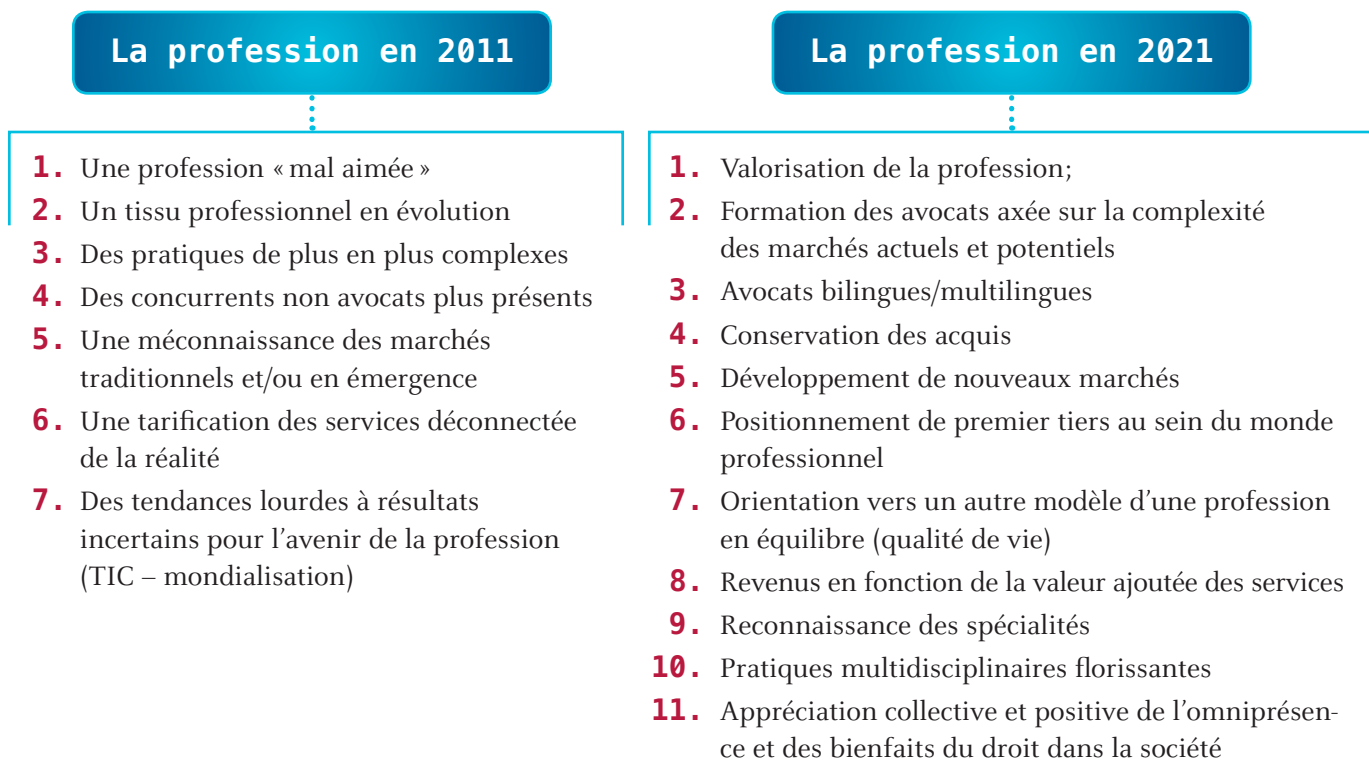 La profession en 2011
1. Une profession « mal aimée »
2. Un tissu professionnel en évolution
3. Des pratiques de plus en plus complexes
4. Des concurrents non avocats plus présents
5. Une méconnaissance des marchés
traditionnels et/ou en émergence
6. Une tarification des services déconnectée
de la réalité
7. Des tendances lourdes à résultats
incertains pour l'avenir de la profession
(TIC – mondialisation)
La profession en 2021
1. Valorisation de la profession;
2. Formation des avocats axée sur la complexité
des marchés actuels et potentiels
3. Avocats bilingues/multilingues
4. Conservation des acquis
5. Développement de nouveaux marchés
6. Positionnement de premier tiers au sein du monde
professionnel
7. Orientation vers un autre modèle d'une profession
en équilibre (qualité de vie)
8. Revenus en fonction de la valeur ajoutée des services
9. Reconnaissance des spécialités
10. Pratiques multidisciplinaires florissantes
11. Appréciation collective et positive de l'omniprésen-
ce et des bienfaits du droit dans la société